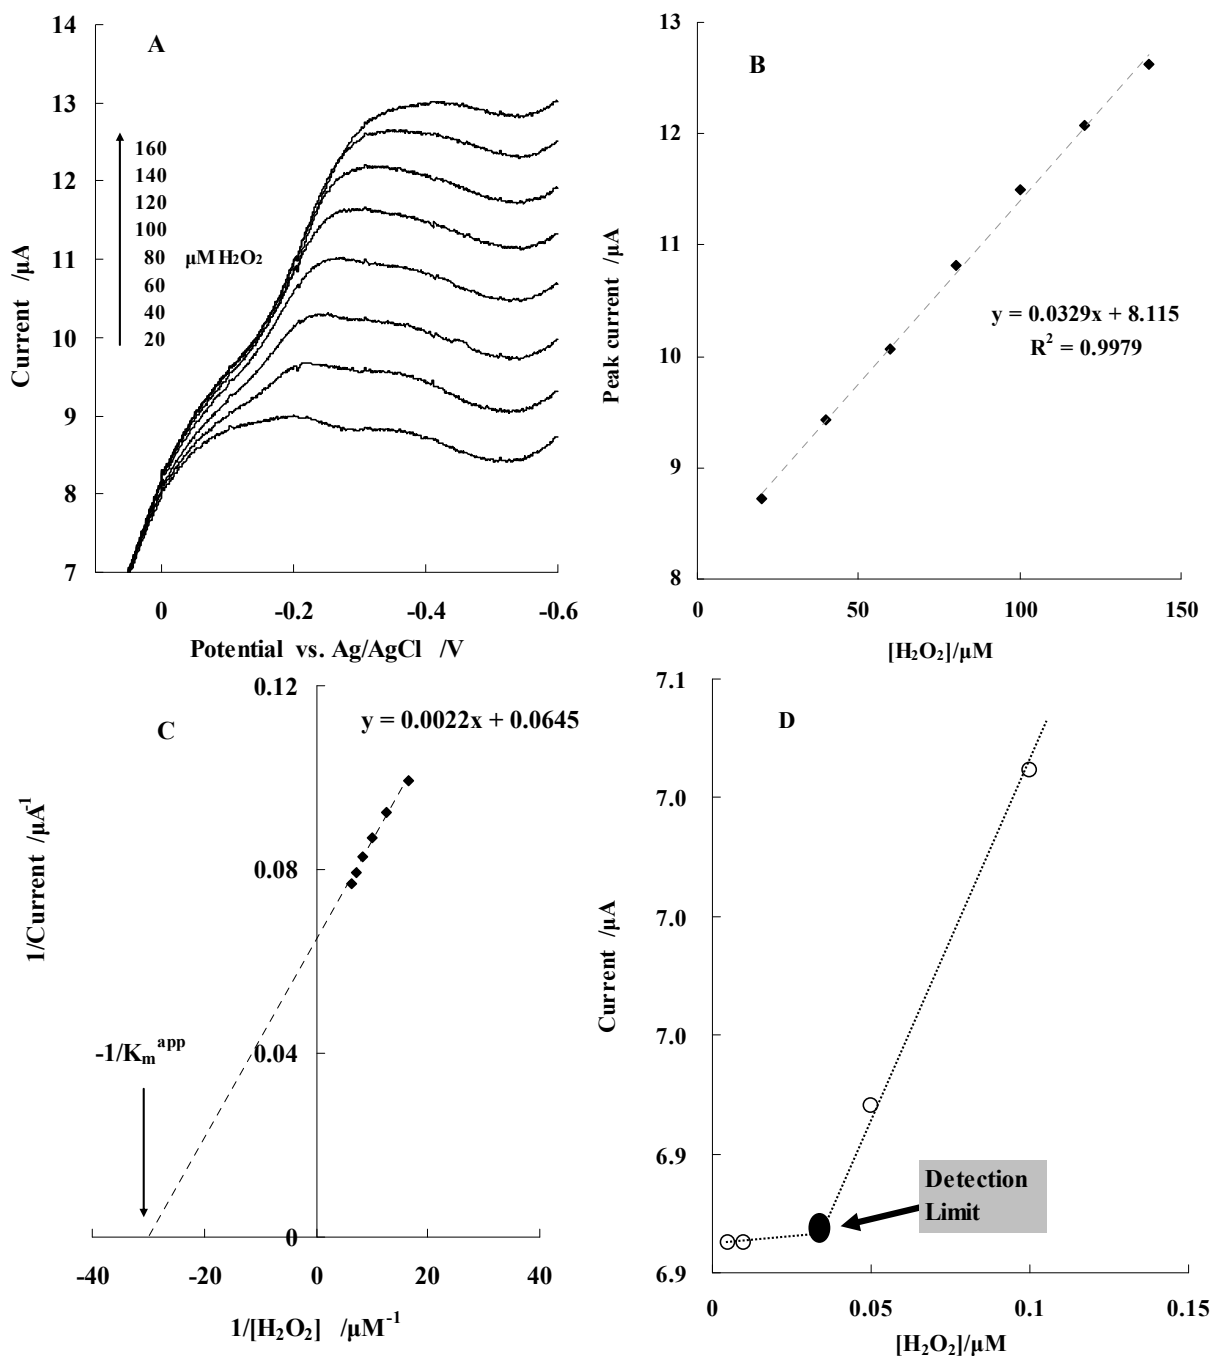 A
14
13
12
11
10
9
8
7
Current /μA
160
140
120
100
80 μM H₂O₂
60
40
20
0 -0.2 -0.4 -0.6
Potential vs. Ag/AgCl /V
B
13
12
11
10
9
8
Peak current /μA
y = 0.0329x + 8.115
R² = 0.9979
0 50 100 150
[H₂O₂]/μM
C
y = 0.0022x + 0.0645
0.12
0.08
0.04
0
1/Current /μA⁻¹
-1/Kₘᵃᵖᵖ
-40 -20 0 20 40
1/[H₂O₂] /μM⁻¹
D
7.1
7.0
7.0
7.0
6.9
6.9
Current /μA
Detection
Limit
0 0.05 0.1 0.15
[H₂O₂]/μM